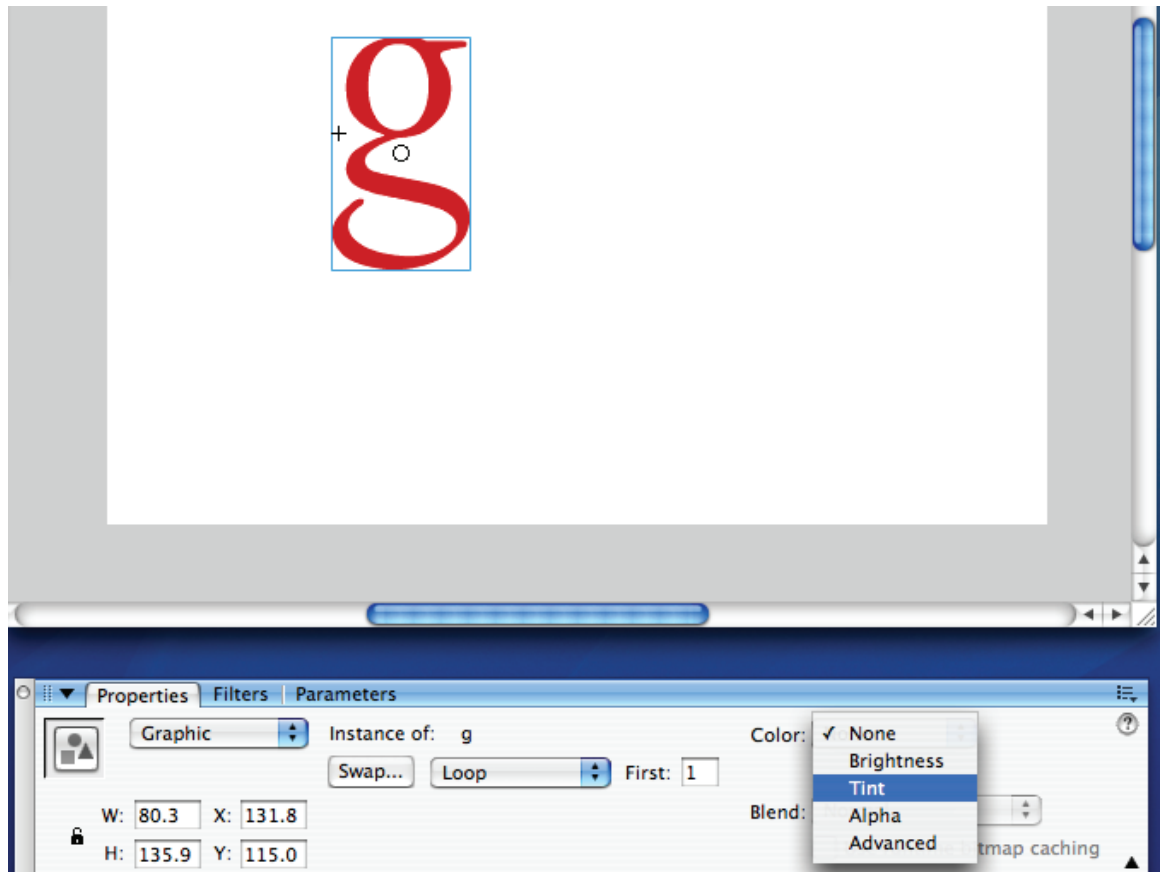 g
Properties Filters Parameters
Graphic Instance of: g Color: ✓ None
Brightness
Swap... Loop First: 1
Tint
W: 80.3 X: 131.8 Blend: Alpha
H: 135.9 Y: 115.0 Advanced tmap caching